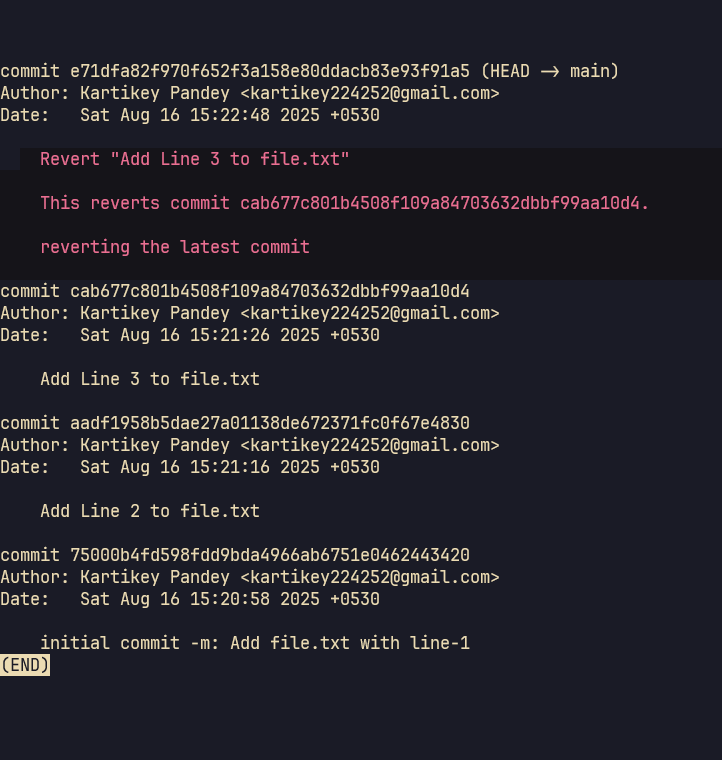 commit e71dfa82f970f652f3a158e80ddacb83e93f91a5 (HEAD -> main)
Author: Kartikey Pandey <kartikey224252@gmail.com>
Date:   Sat Aug 16 15:22:48 2025 +0530
    Revert "Add Line 3 to file.txt"
    This reverts commit cab677c801b4508f109a84703632dbbf99aa10d4.
    reverting the latest commit
commit cab677c801b4508f109a84703632dbbf99aa10d4
Author: Kartikey Pandey <kartikey224252@gmail.com>
Date:   Sat Aug 16 15:21:26 2025 +0530
    Add Line 3 to file.txt
commit aadf1958b5dae27a01138de672371fc0f67e4830
Author: Kartikey Pandey <kartikey224252@gmail.com>
Date:   Sat Aug 16 15:21:16 2025 +0530
    Add Line 2 to file.txt
commit 75000b4fd598fdd9bda4966ab6751e0462443420
Author: Kartikey Pandey <kartikey224252@gmail.com>
Date:   Sat Aug 16 15:20:58 2025 +0530
    initial commit -m: Add file.txt with line-1
(END)